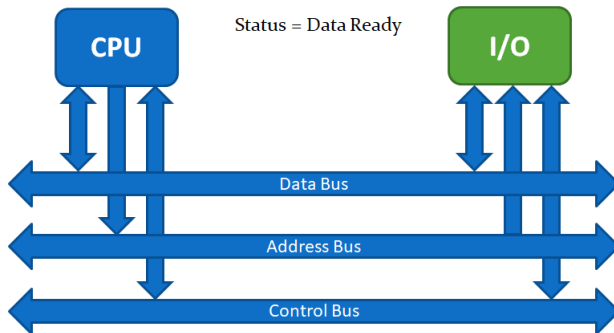 Status = Data Ready
CPU
I/O
Data Bus
Address Bus
Control Bus